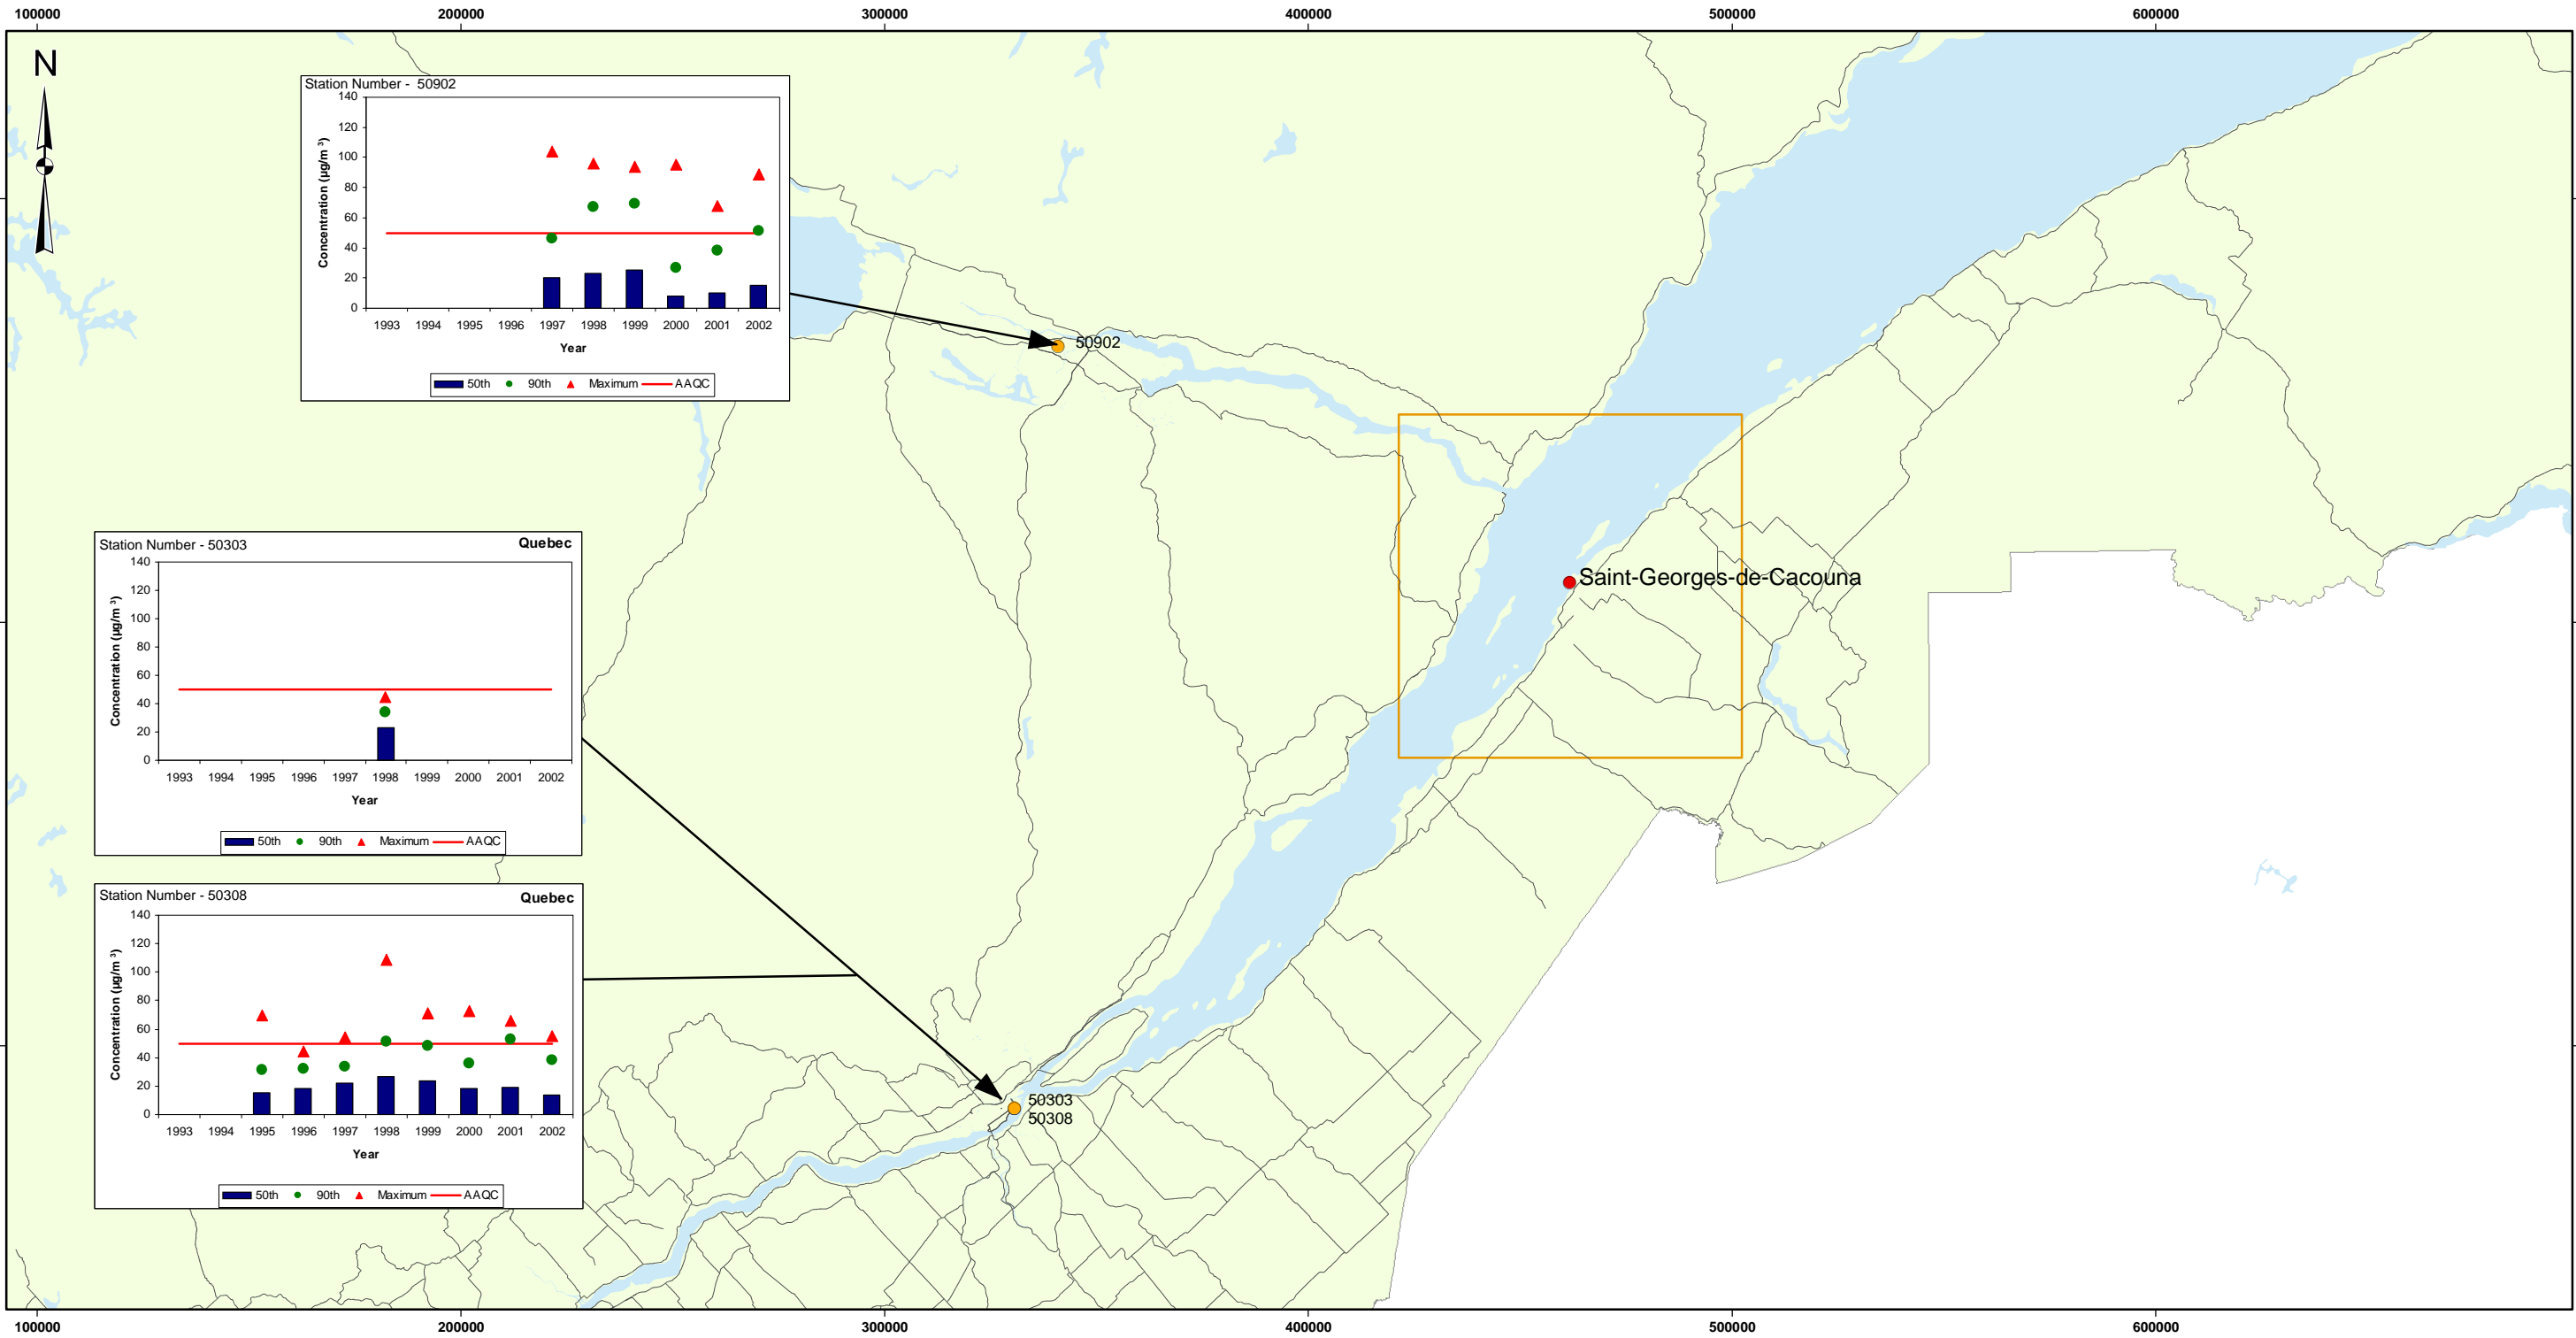 100000 200000 300000 400000 500000 600000
N
Station Number - 50902
140
120
100
80
60
40
20
0
Concentration (µg/m³)
1993 1994 1995 1996 1997 1998 1999 2000 2001 2002
Year
50th 90th Maximum AAQC
50902
Station Number - 50303 Quebec
140
120
100
80
60
40
20
0
Concentration (µg/m³)
1993 1994 1995 1996 1997 1998 1999 2000 2001 2002
Year
50th 90th Maximum AAQC
Saint-Georges-de-Cacouna
Station Number - 50308 Quebec
140
120
100
80
60
40
20
0
Concentration (µg/m³)
1993 1994 1995 1996 1997 1998 1999 2000 2001 2002
Year
50th 90th Maximum AAQC
50303
50308
100000 200000 300000 400000 500000 600000